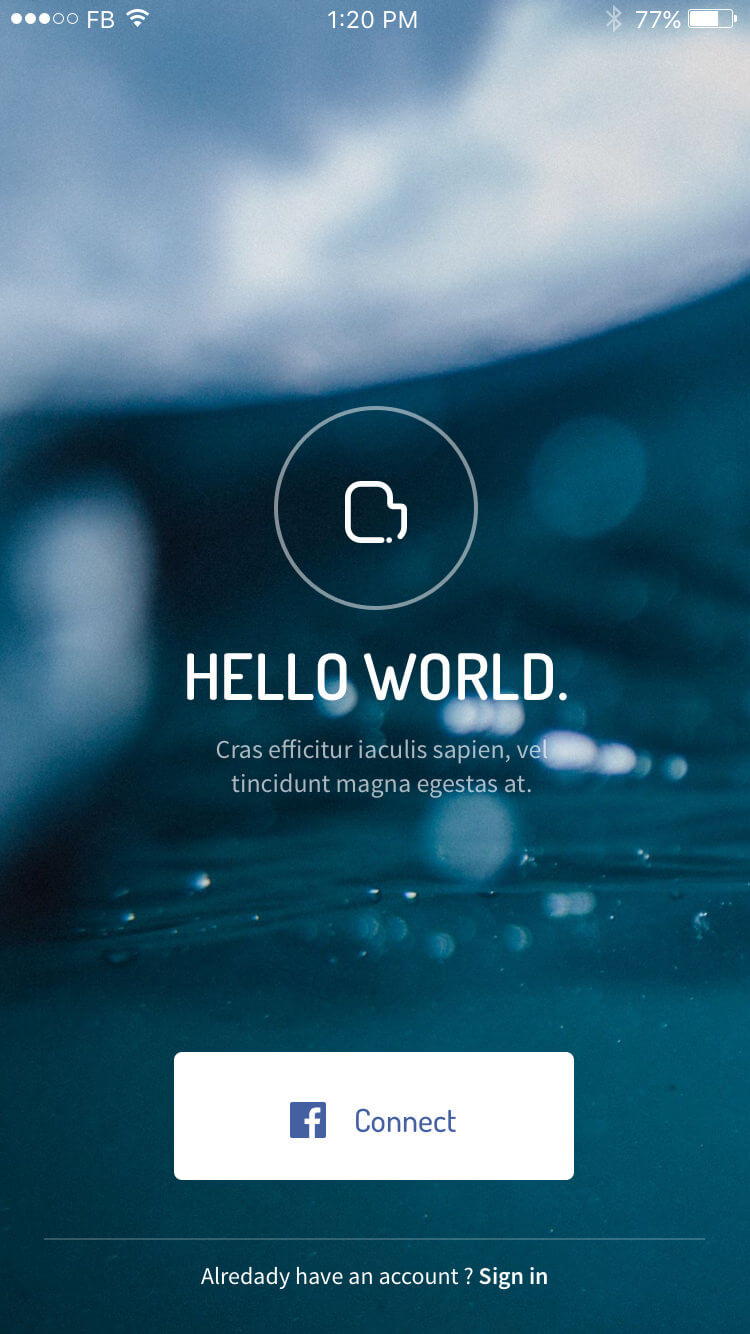 FB 1:20 PM 77%
HELLO WORLD.
Cras efficitur iaculis sapien, vel
tincidunt magna egestas at.
Connect
Alredady have an account ? Sign in